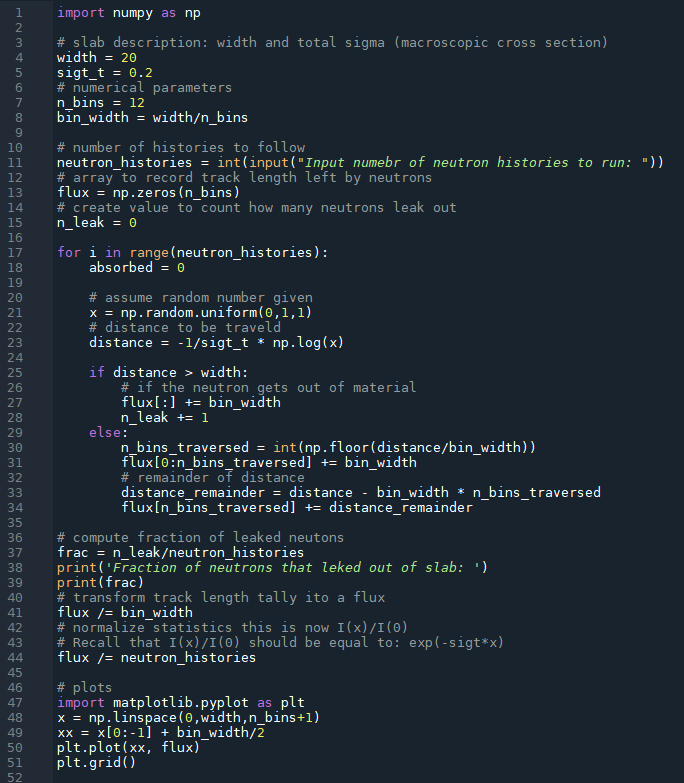 1 import numpy as np
2
3 # slab description: width and total sigma (macroscopic cross section)
4 width = 20
5 sigt_t = 0.2
6 # numerical parameters
7 n_bins = 12
8 bin_width = width/n_bins
9
10 # number of histories to follow
11 neutron_histories = int(input("Input numebr of neutron histories to run: "))
12 # array to record track length left by neutrons
13 flux = np.zeros(n_bins)
14 # create value to count how many neutrons leak out
15 n_leak = 0
16
17 for i in range(neutron_histories):
18     absorbed = 0
19
20     # assume random number given
21     x = np.random.uniform(0,1,1)
22     # distance to be traveld
23     distance = -1/sigt_t * np.log(x)
24
25     if distance > width:
26         # if the neutron gets out of material
27         flux[:] += bin_width
28         n_leak += 1
29     else:
30         n_bins_traversed = int(np.floor(distance/bin_width))
31         flux[0:n_bins_traversed] += bin_width
32         # remainder of distance
33         distance_remainder = distance - bin_width * n_bins_traversed
34         flux[n_bins_traversed] += distance_remainder
35
36 # compute fraction of leaked neutons
37 frac = n_leak/neutron_histories
38 print('Fraction of neutrons that leked out of slab: ')
39 print(frac)
40 # transform track length tally ito a flux
41 flux /= bin_width
42 # normalize statistics this is now I(x)/I(0)
43 # Recall that I(x)/I(0) should be equal to: exp(-sigt*x)
44 flux /= neutron_histories
45
46 # plots
47 import matplotlib.pyplot as plt
48 x = np.linspace(0,width,n_bins+1)
49 xx = x[0:-1] + bin_width/2
50 plt.plot(xx, flux)
51 plt.grid()
52